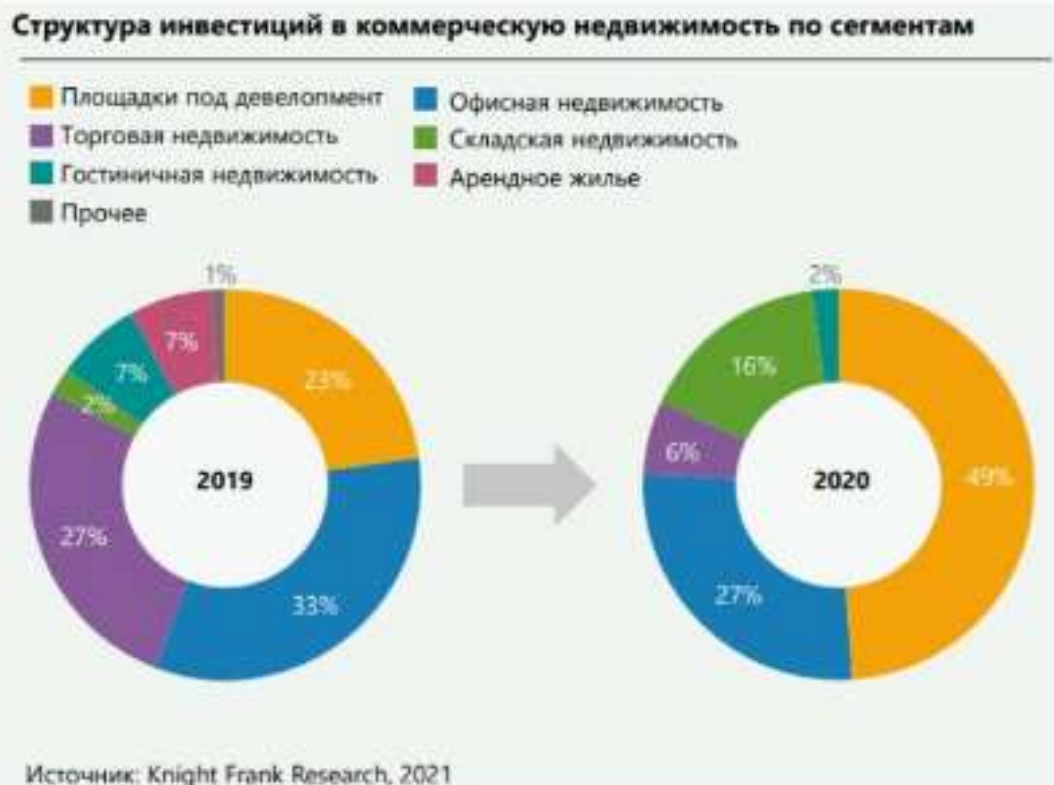 Структура инвестиций в коммерческую недвижимость по сегментам
Площадки под девелопмент
Офисная недвижимость
Торговая недвижимость
Складская недвижимость
Гостиничная недвижимость
Арендное жилье
Прочее
1%
7%
23%
7%
2%
2019
27%
33%
2%
16%
6%
49%
2020
27%
Источник: Knight Frank Research, 2021